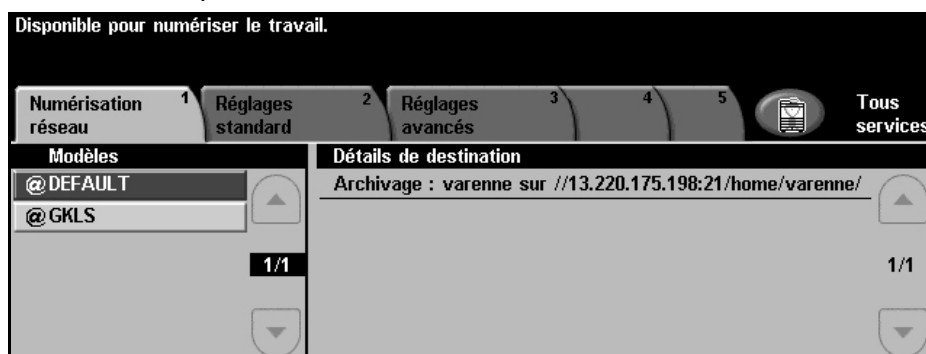 Disponible pour numériser le travail.
Numérisation réseau 1
Réglages standard 2
Réglages avancés 3
4
5
Tous services
Modèles
@DEFAULT
@GKLS
1/1
Détails de destination
Archivage : varenne sur //13.220.175.198:21/home/varenne/
1/1